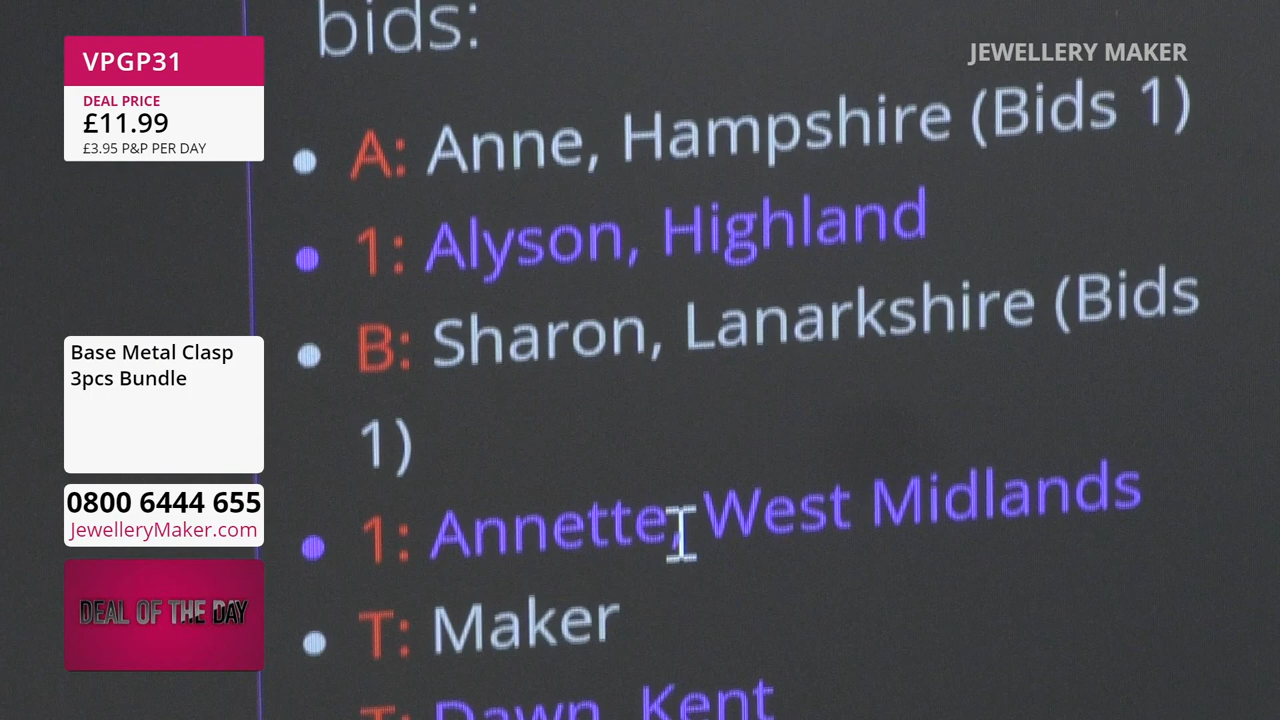 VPGP31
DEAL PRICE
£11.99
£3.95 P&P PER DAY
Base Metal Clasp
3pcs Bundle
0800 6444 655
JewelleryMaker.com
DEAL OF THE DAY
JEWELLERY MAKER
bids:
A: Anne, Hampshire (Bids 1)
1: Alyson, Highland
B: Sharon, Lanarkshire (Bids
1)
1: Annette, West Midlands
T: Maker
T: Dawn, Kent